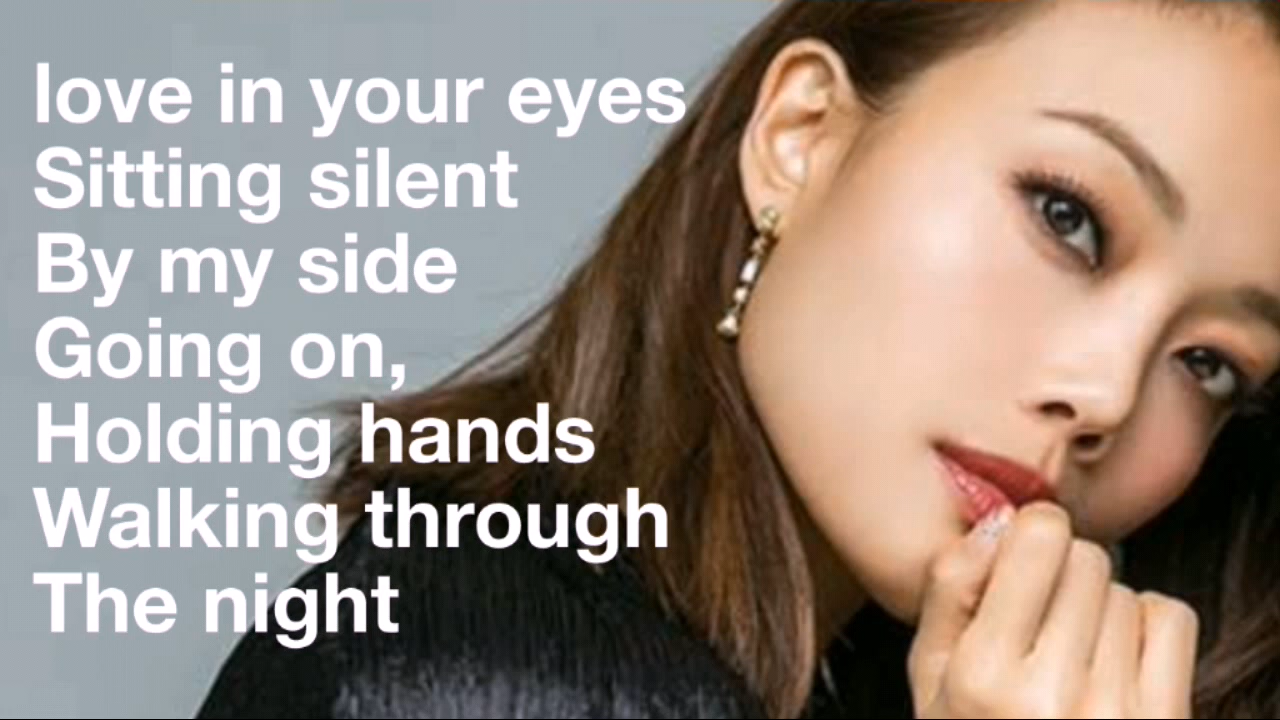 love in your eyes
Sitting silent
By my side
Going on,
Holding hands
Walking through
The night